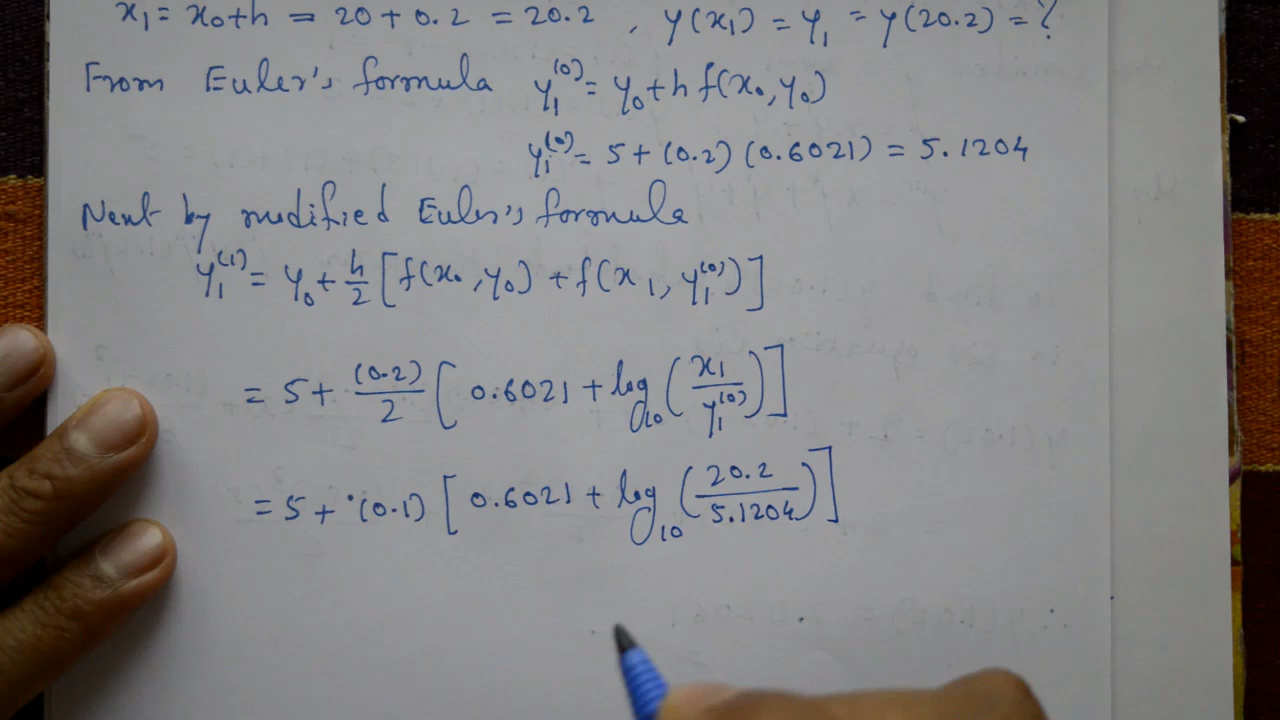 x₁ = x₀+h = 20 + 0.2 = 20.2 , y(x₁) = y₁ = y(20.2) = ?
From Euler's formula y₁⁽⁰⁾ = y₀+h f(x₀,y₀)
y₁⁽⁰⁾ = 5+(0.2)(0.6021) = 5.1204
Next by modified Euler's formula
y₁⁽¹⁾ = y₀ + h/2 [f(x₀,y₀) + f(x₁, y₁⁽⁰⁾)]
= 5 + (0.2)/2 [0.6021 + log₁₀(x₁/y₁⁽⁰⁾)]
= 5 + (0.1) [0.6021 + log₁₀(20.2/5.1204)]